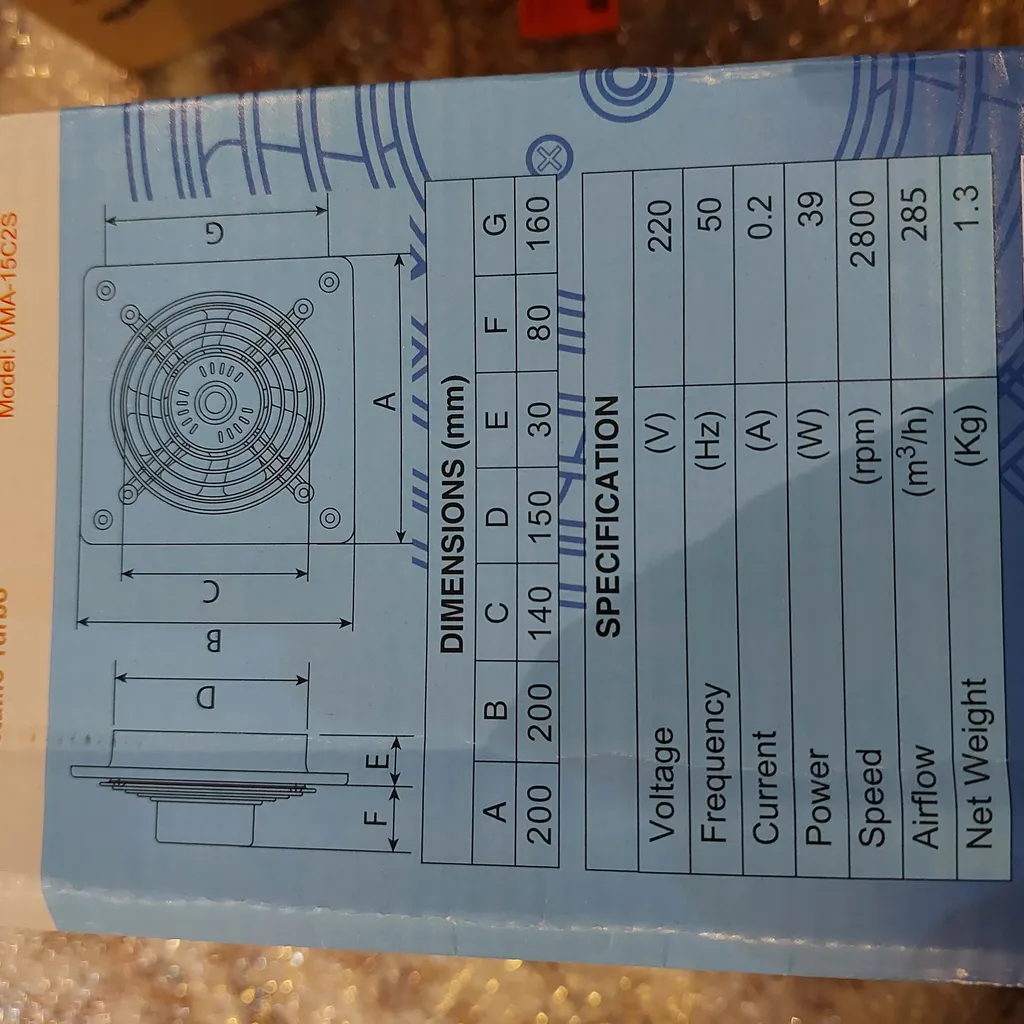 Model: VMA-15C2S
G
A
C
B
D
E
F
DIMENSIONS (mm)
A B C D E F G
200 200 140 150 30 80 160
SPECIFICATION
Voltage (V) 220
Frequency (Hz) 50
Current (A) 0.2
Power (W) 39
Speed (rpm) 2800
Airflow (m³/h) 285
Net Weight (Kg) 1.3